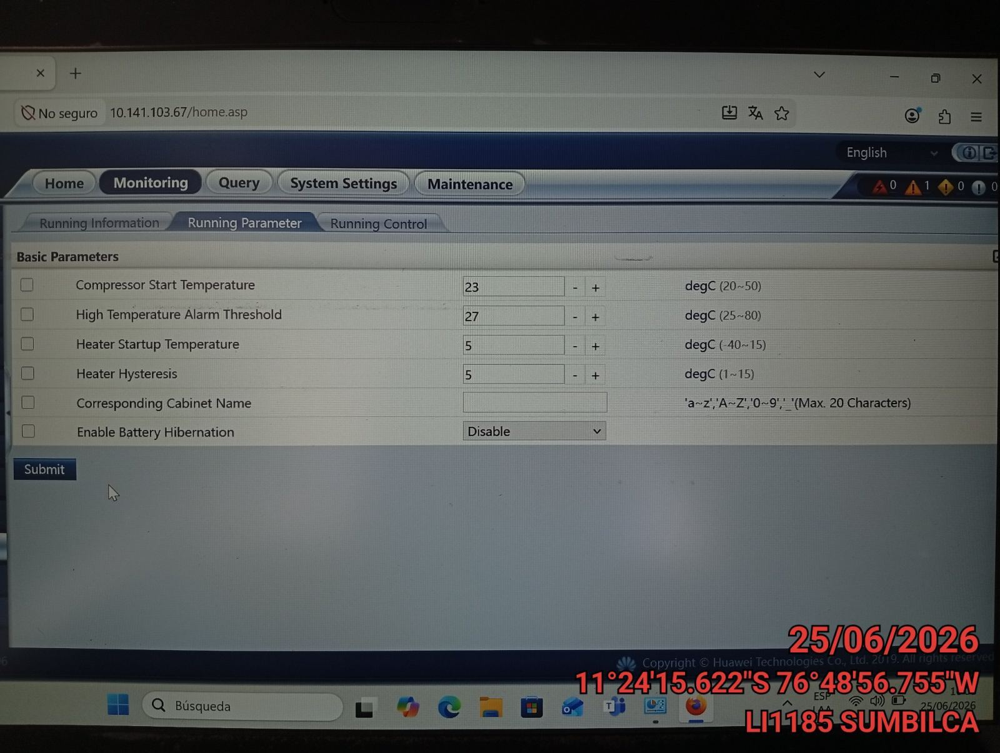 No seguro 10.141.103.67/home.asp
English
Home Monitoring Query System Settings Maintenance
0 1 0 0
Running Information Running Parameter Running Control
Basic Parameters
Compressor Start Temperature 23 - + degC (20~50)
High Temperature Alarm Threshold 27 - + degC (25~80)
Heater Startup Temperature 5 - + degC (-40~15)
Heater Hysteresis 5 - + degC (1~15)
Corresponding Cabinet Name 'a~z','A~Z','0~9','_'(Max. 20 Characters)
Enable Battery Hibernation Disable
Submit
25/06/2026
Copyright © Huawei Technologies Co., Ltd. 2019. All rights reserved
11°24'15.622"S 76°48'56.755"W
Búsqueda
ESP
25/06/2026
LI1185 SUMBILCA